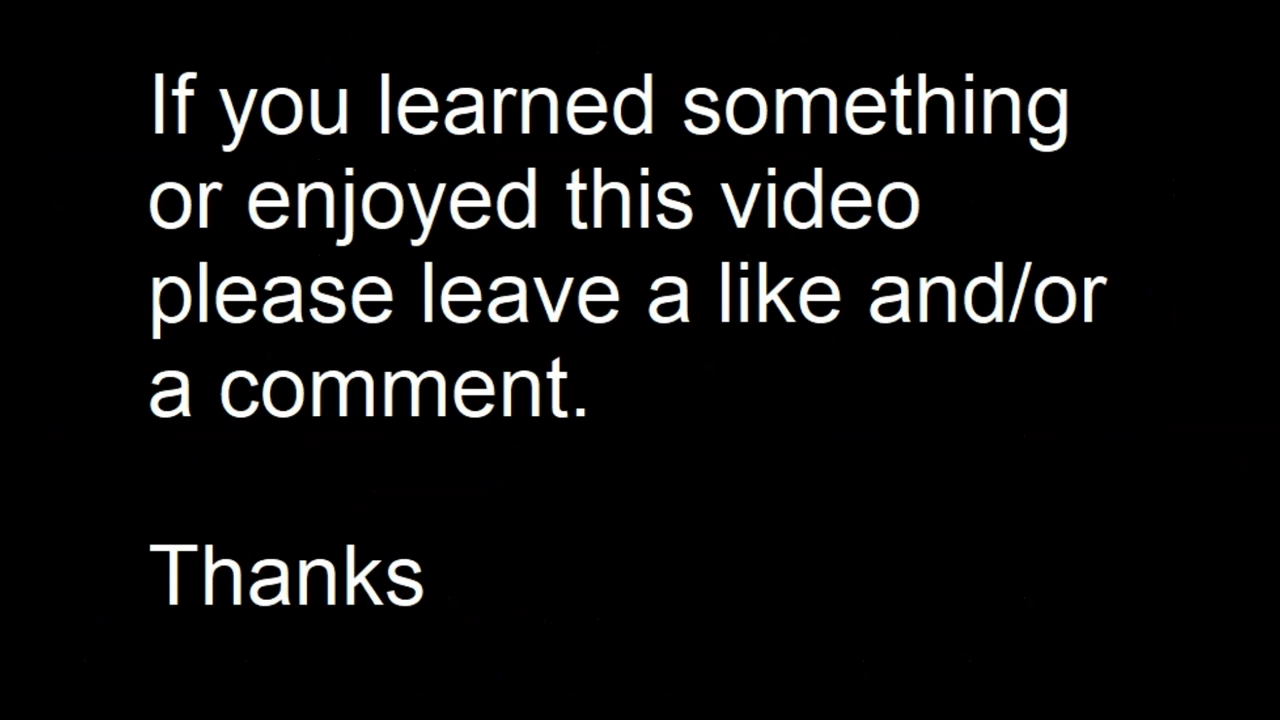 If you learned something
or enjoyed this video
please leave a like and/or
a comment.
Thanks